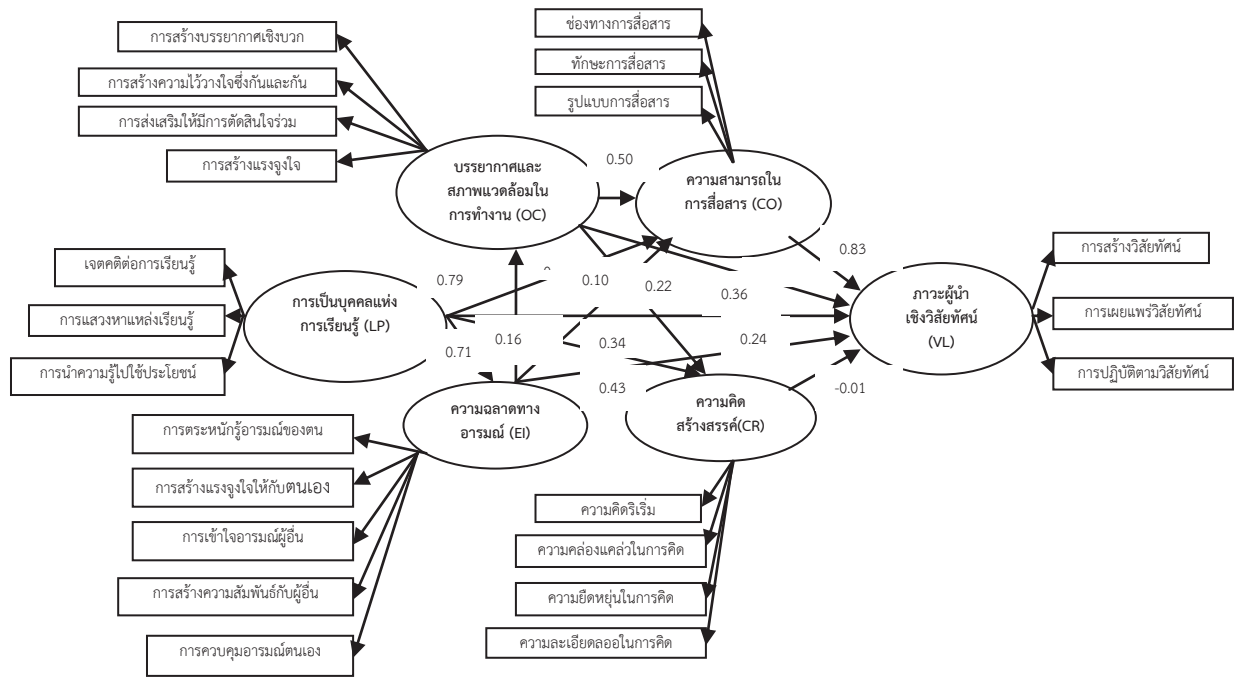 การสร้างบรรยากาศเชิงบวก
การสร้างความไว้วางใจซึ่งกันและกัน
การส่งเสริมให้มีการตัดสินใจร่วม
การสร้างแรงจูงใจ
ช่องทางการสื่อสาร
ทักษะการสื่อสาร
รูปแบบการสื่อสาร
บรรยากาศและ
สภาพแวดล้อมใน
การทำงาน (OC)
0.50
ความสามารถใน
การสื่อสาร (CO)
0.83
เจตคติต่อการเรียนรู้
การแสวงหาแหล่งเรียนรู้
การนำความรู้ไปใช้ประโยชน์
การเป็นบุคคลแห่ง
การเรียนรู้ (LP)
0.79
0.10
0.22
0.36
0.71
0.16
0.34
0.24
0.43
-0.01
ภาวะผู้นำ
เชิงวิสัยทัศน์
(VL)
การสร้างวิสัยทัศน์
การเผยแพร่วิสัยทัศน์
การปฏิบัติตามวิสัยทัศน์
ความฉลาดทาง
อารมณ์ (EI)
ความคิด
สร้างสรรค์(CR)
การตระหนักรู้อารมณ์ของตน
การสร้างแรงจูงใจให้กับตนเอง
การเข้าใจอารมณ์ผู้อื่น
การสร้างความสัมพันธ์กับผู้อื่น
การควบคุมอารมณ์ตนเอง
ความคิดริเริ่ม
ความคล่องแคล่วในการคิด
ความยืดหยุ่นในการคิด
ความละเอียดลออในการคิด